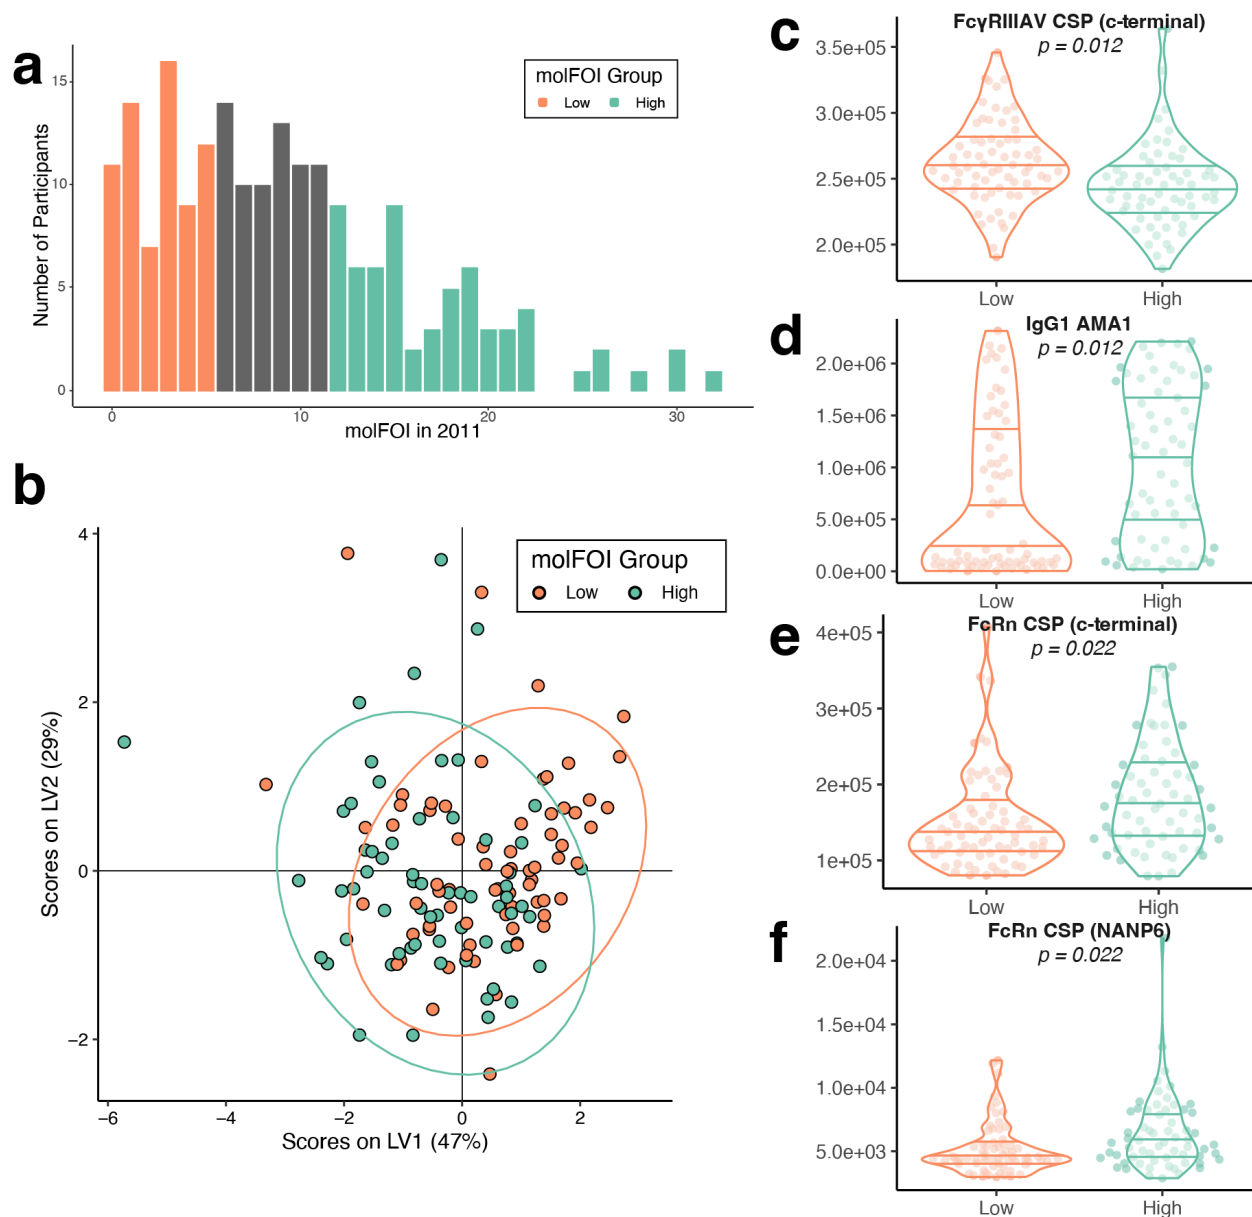 a
Number of Participants
15
10
5
0
0
10
20
30
molFOI in 2011
molFOI Group
Low
High
b
Scores on LV2 (29%)
4
2
0
−2
−6
−4
−2
0
2
Scores on LV1 (47%)
molFOI Group
Low
High
c
FcγRIIIAV CSP (c-terminal)
p = 0.012
3.5e+05
3.0e+05
2.5e+05
2.0e+05
Low
High
d
IgG1 AMA1
p = 0.012
2.0e+06
1.5e+06
1.0e+06
5.0e+05
0.0e+00
Low
High
e
FcRn CSP (c-terminal)
p = 0.022
4e+05
3e+05
2e+05
1e+05
Low
High
f
FcRn CSP (NANP6)
p = 0.022
2.0e+04
1.5e+04
1.0e+04
5.0e+03
Low
High